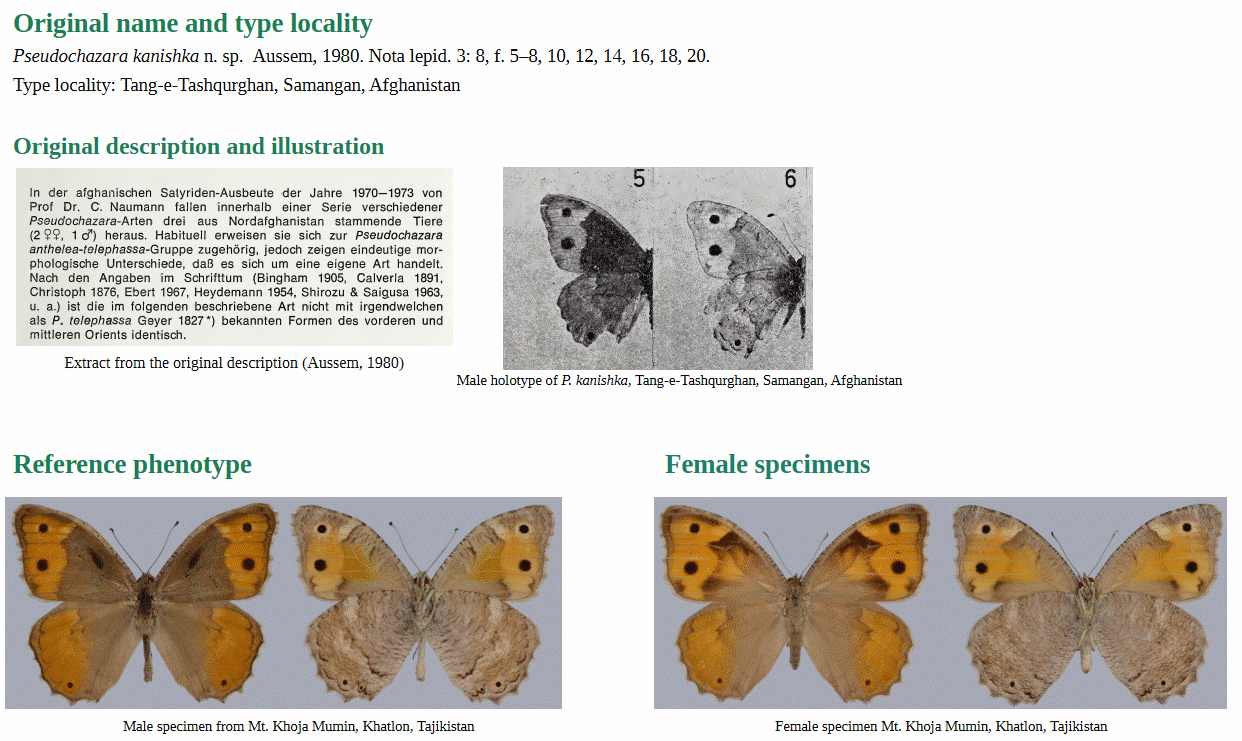 Original name and type locality
Pseudochazara kanishka n. sp.  Aussem, 1980. Nota lepid. 3: 8, f. 5–8, 10, 12, 14, 16, 18, 20.
Type locality: Tang-e-Tashqurghan, Samangan, Afghanistan
Original description and illustration
In der afghanischen Satyriden-Ausbeute der Jahre 1970—1973 von
Prof Dr. C. Naumann fallen innerhalb einer Serie verschiedener
Pseudochazara-Arten drei aus Nordafghanistan stammende Tiere
(2 ♀♀, 1 ♂) heraus. Habituell erweisen sie sich zur Pseudochazara
anthelea-telephassa-Gruppe zugehörig, jedoch zeigen eindeutige mor-
phologische Unterschiede, daß es sich um eine eigene Art handelt.
Nach den Angaben im Schrifttum (Bingham 1905, Calverla 1891,
Christoph 1876, Ebert 1967, Heydemann 1954, Shirozu & Saigusa 1963,
u. a.) ist die im folgenden beschriebene Art nicht mit irgendwelchen
als P. telephassa Geyer 1827*) bekannten Formen des vorderen und
mittleren Orients identisch.
Extract from the original description (Aussem, 1980)
5 6
Male holotype of P. kanishka, Tang-e-Tashqurghan, Samangan, Afghanistan
Reference phenotype
Male specimen from Mt. Khoja Mumin, Khatlon, Tajikistan
Female specimens
Female specimen Mt. Khoja Mumin, Khatlon, Tajikistan